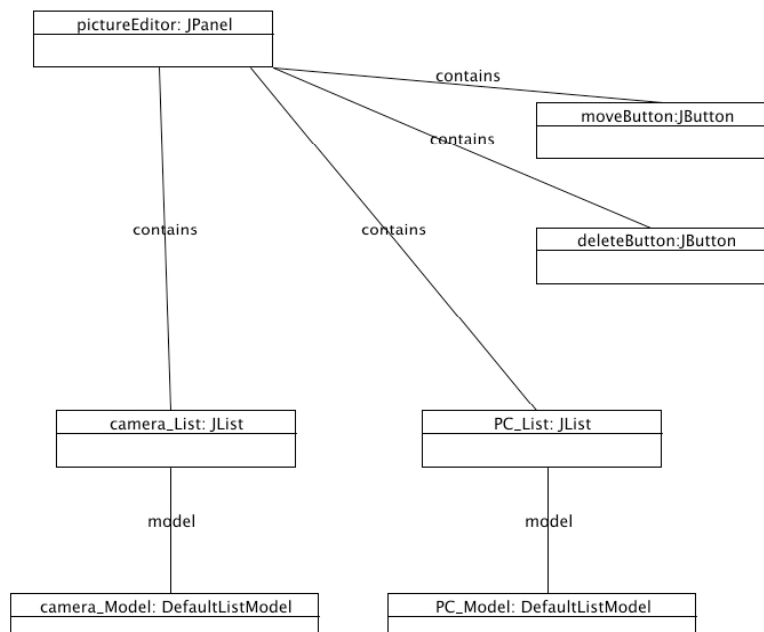 pictureEditor: JPanel
contains
moveButton:JButton
contains
deleteButton:JButton
contains
contains
camera_List: JList
PC_List: JList
model
model
camera_Model: DefaultListModel
PC_Model: DefaultListModel